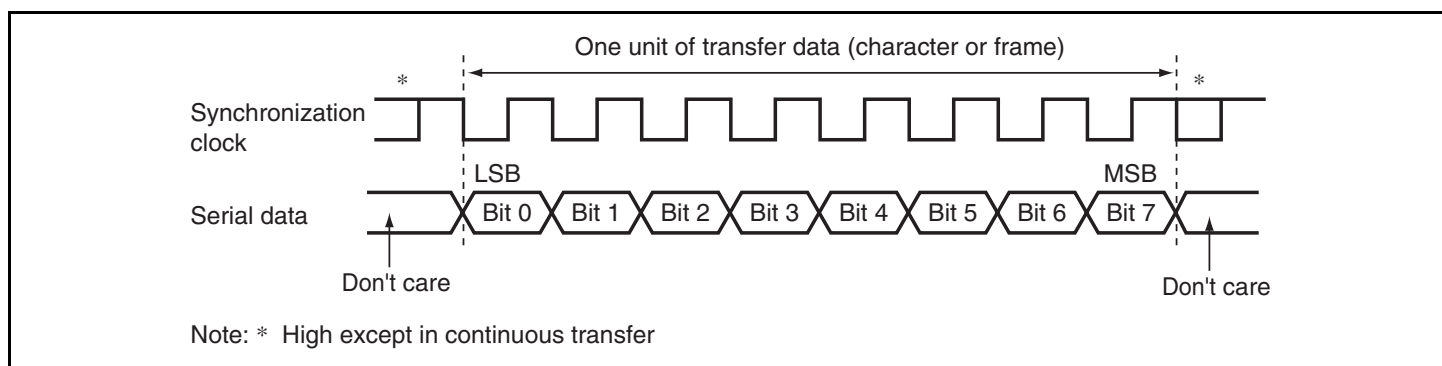 One unit of transfer data (character or frame)
* *
Synchronization
clock
LSB MSB
Serial data Bit 0 Bit 1 Bit 2 Bit 3 Bit 4 Bit 5 Bit 6 Bit 7
Don't care Don't care
Note: * High except in continuous transfer